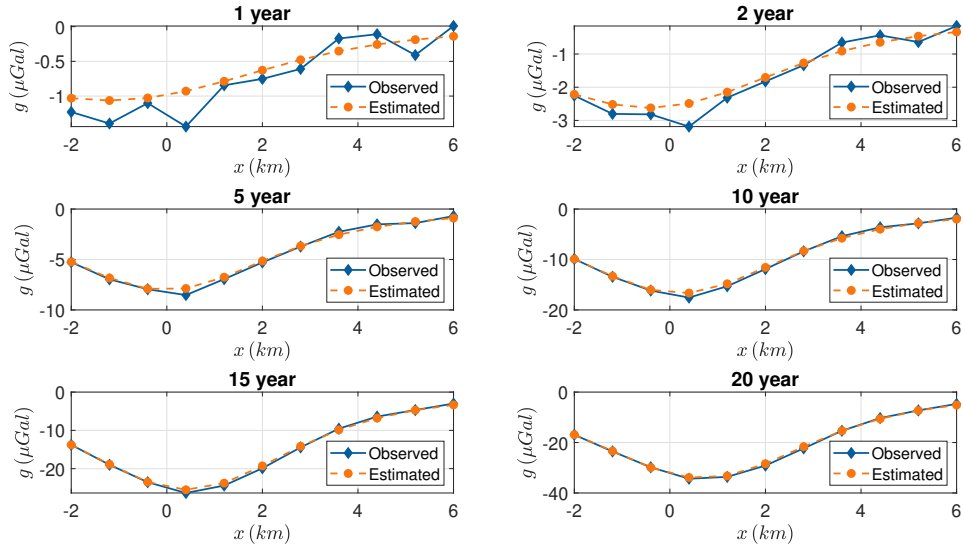 1 year
0
-0.5
-1
g (μGal)
Observed
Estimated
-2 0 2 4 6
x (km)
2 year
-1
-2
-3
g (μGal)
Observed
Estimated
-2 0 2 4 6
x (km)
5 year
0
-5
-10
g (μGal)
Observed
Estimated
-2 0 2 4 6
x (km)
10 year
0
-10
-20
g (μGal)
Observed
Estimated
-2 0 2 4 6
x (km)
15 year
0
-10
-20
g (μGal)
Observed
Estimated
-2 0 2 4 6
x (km)
20 year
0
-20
-40
g (μGal)
Observed
Estimated
-2 0 2 4 6
x (km)